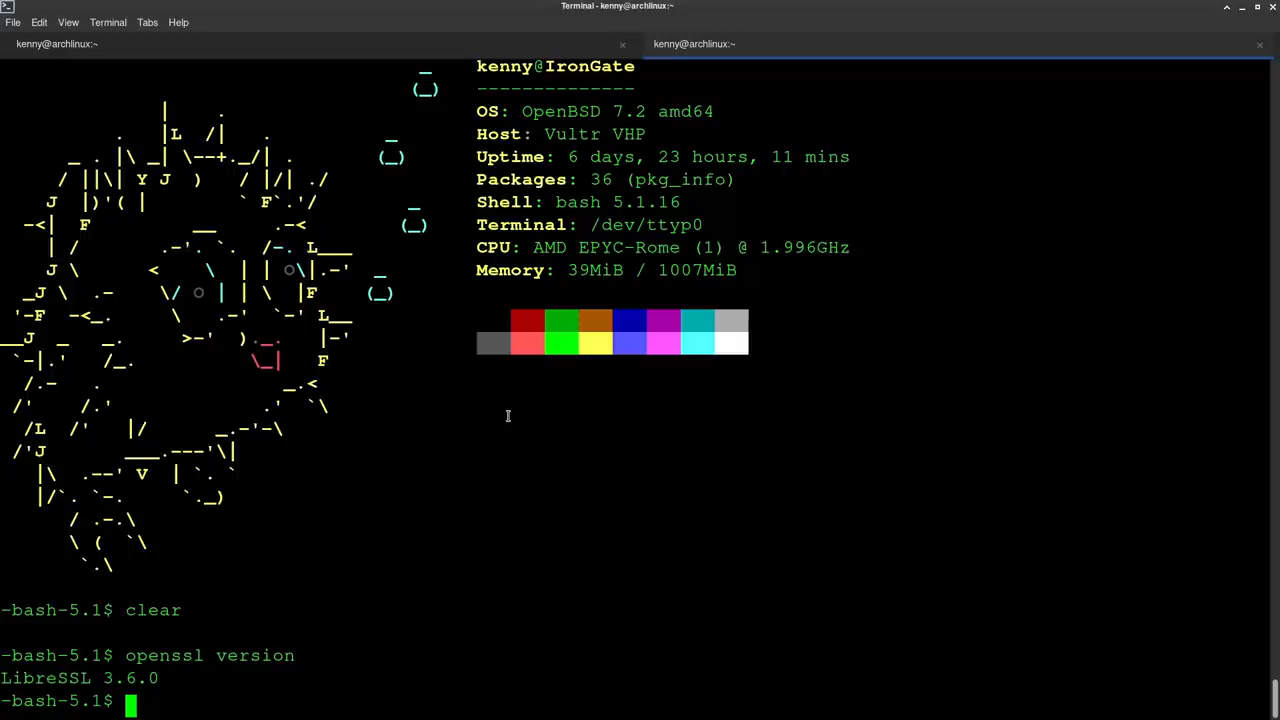 Terminal - kenny@archlinux:~
File Edit View Terminal Tabs Help
kenny@archlinux:~
kenny@archlinux:~
kenny@IronGate
--------------
OS: OpenBSD 7.2 amd64
Host: Vultr VHP
Uptime: 6 days, 23 hours, 11 mins
Packages: 36 (pkg_info)
Shell: bash 5.1.16
Terminal: /dev/ttyp0
CPU: AMD EPYC-Rome (1) @ 1.996GHz
Memory: 39MiB / 1007MiB
-bash-5.1$ clear
-bash-5.1$ openssl version
LibreSSL 3.6.0
-bash-5.1$